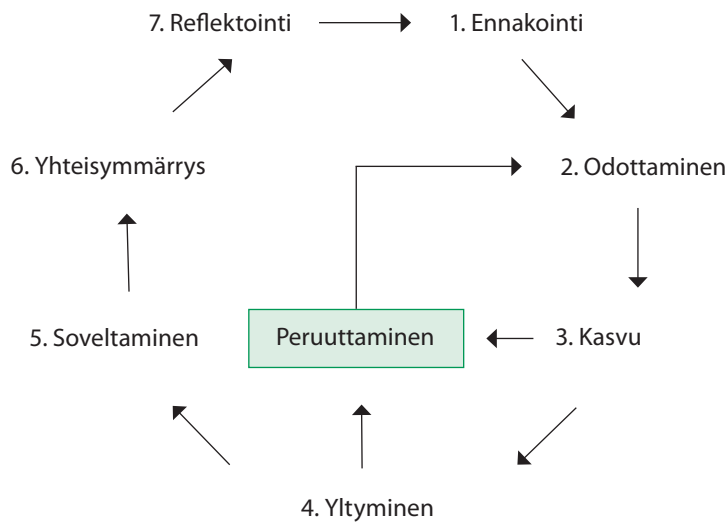 7. Reflektointi
1. Ennakointi
6. Yhteisymmärrys
2. Odottaminen
5. Soveltaminen
Peruuttaminen
3. Kasvu
4. Yltyminen